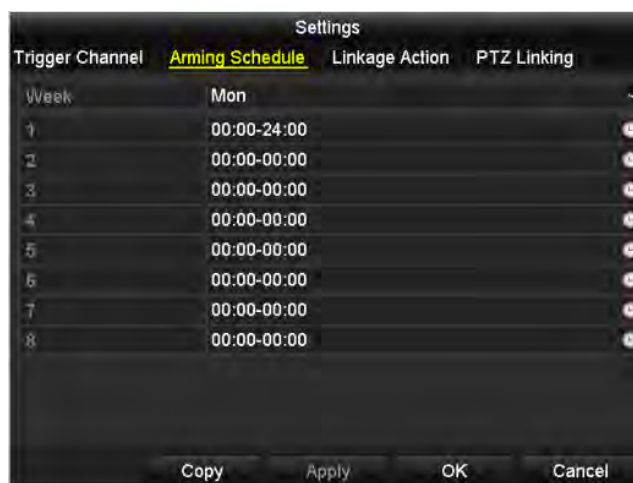 Settings
Trigger Channel Arming Schedule Linkage Action PTZ Linking
Week Mon
1 00:00-24:00
2 00:00-00:00
3 00:00-00:00
4 00:00-00:00
5 00:00-00:00
6 00:00-00:00
7 00:00-00:00
8 00:00-00:00
Copy Apply OK Cancel